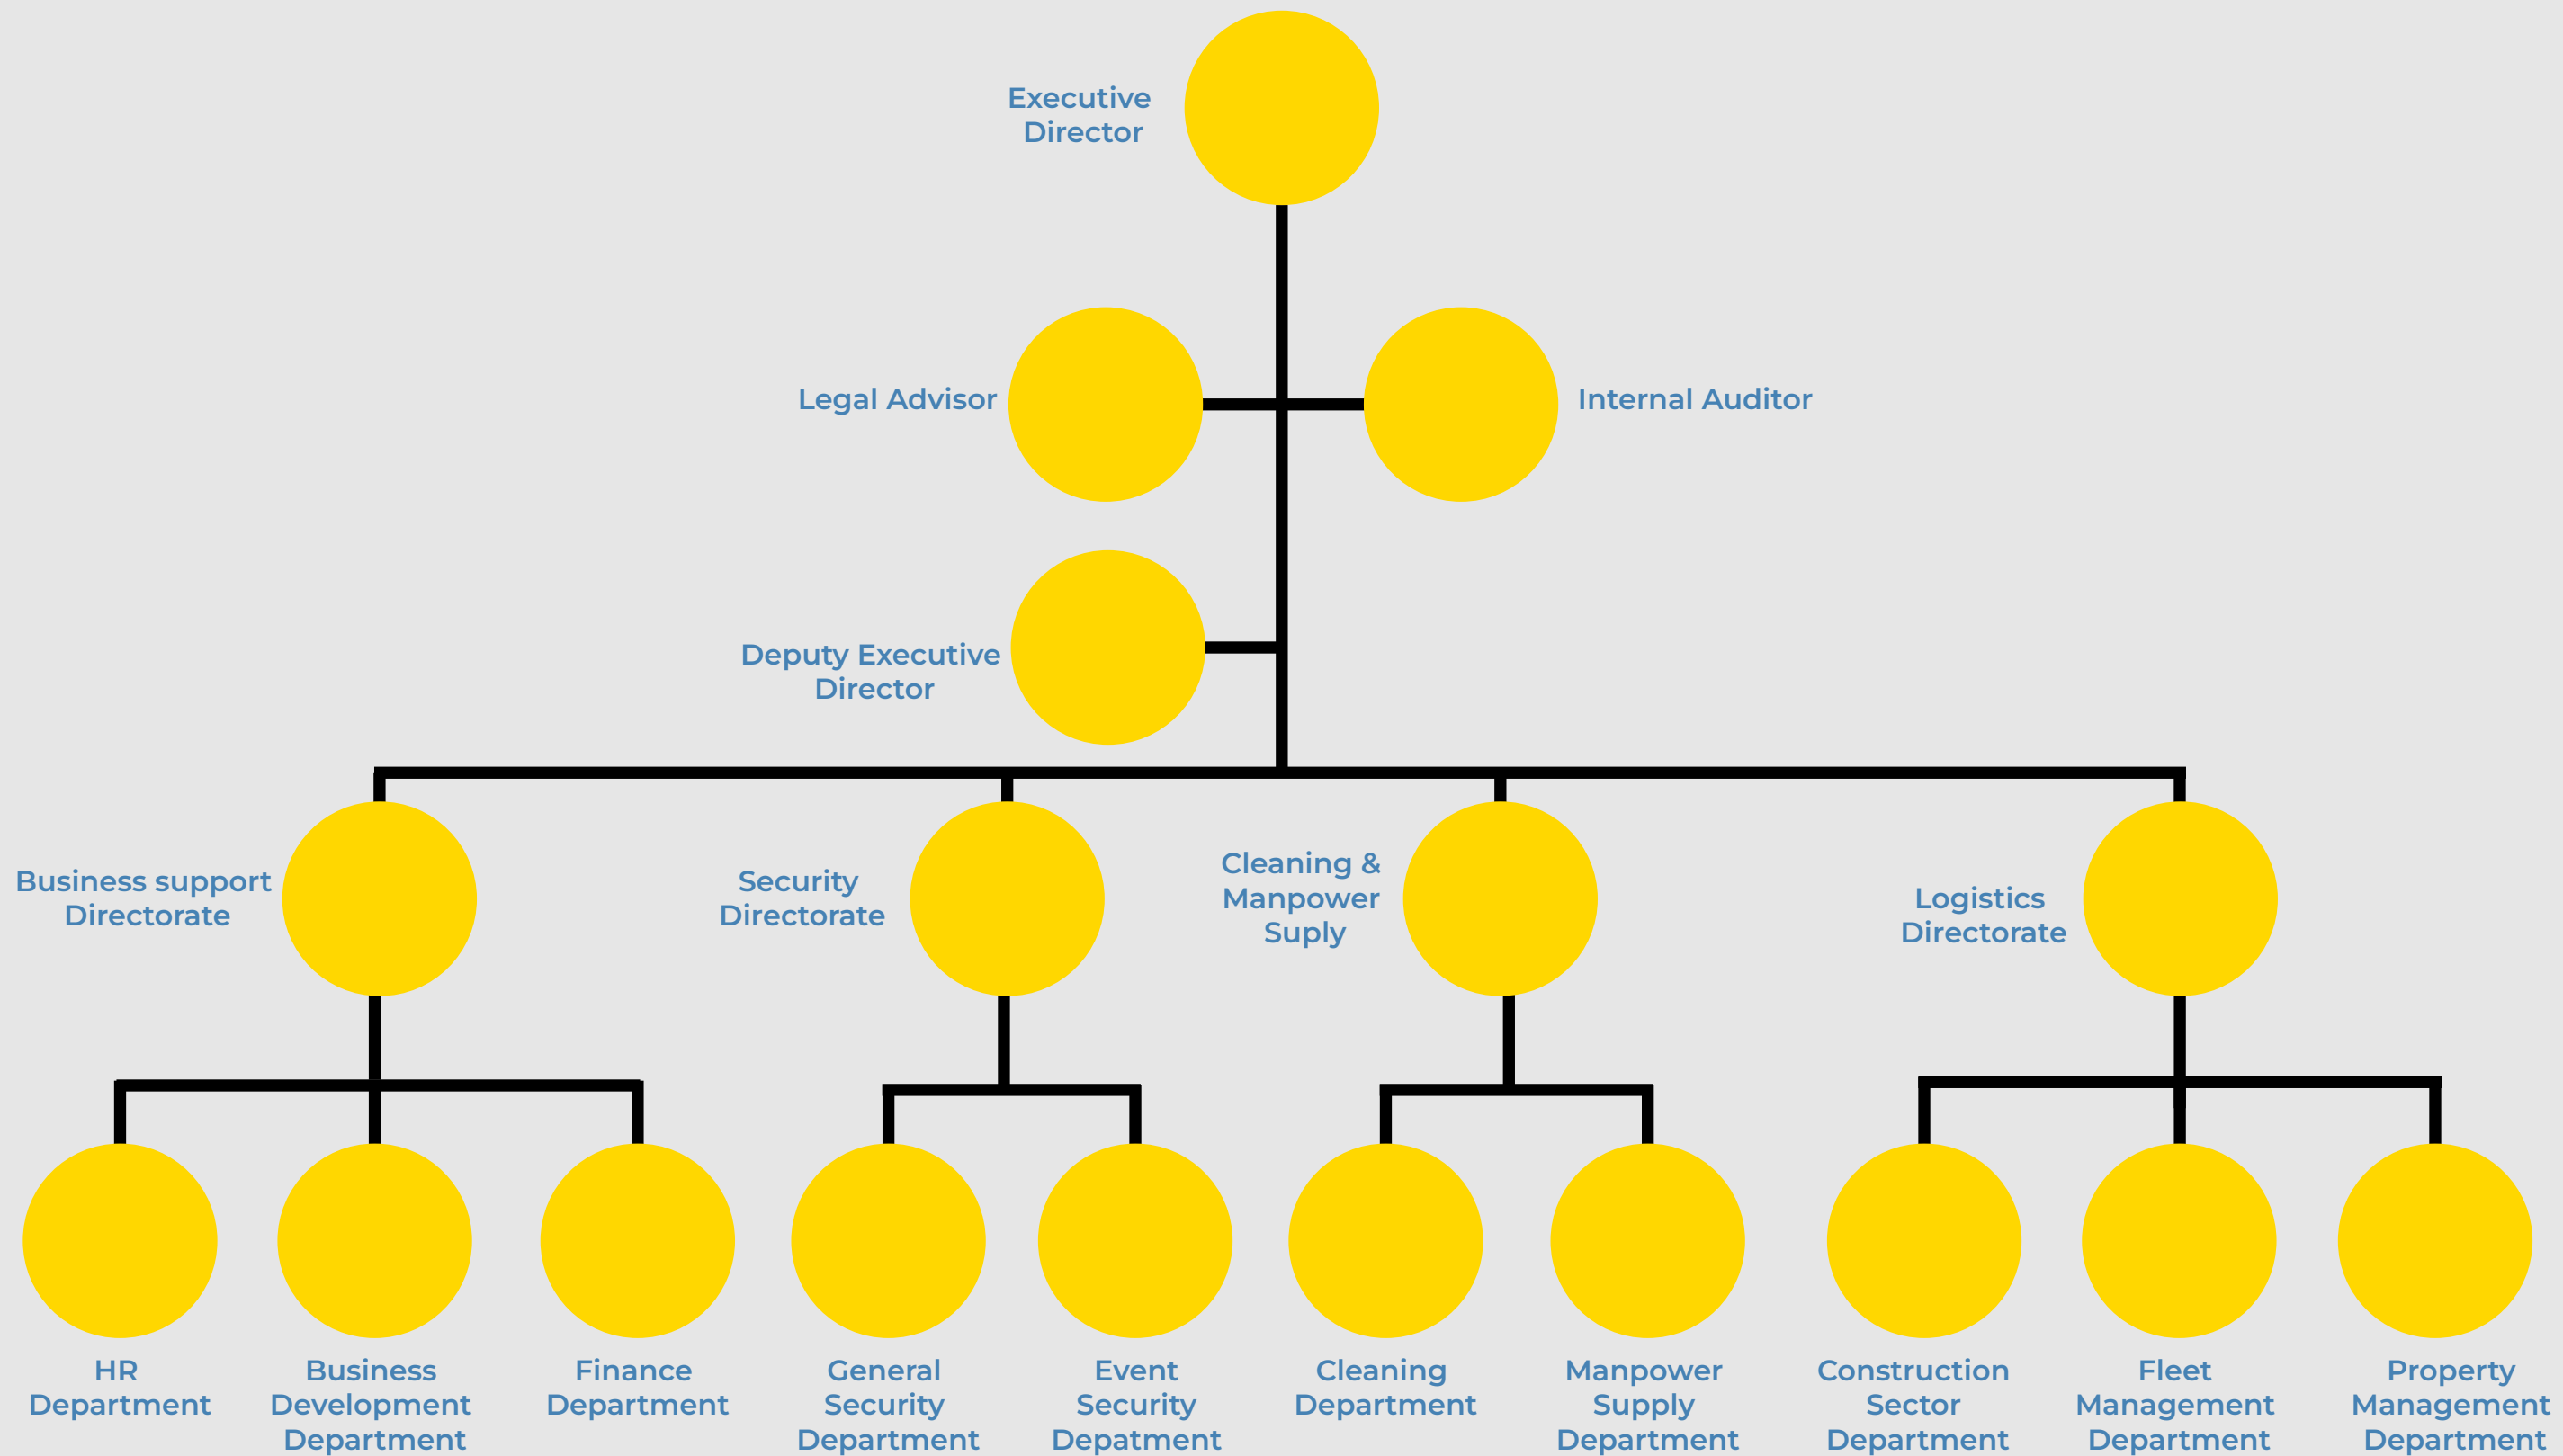 Executive
Director
Legal Advisor
Internal Auditor
Deputy Executive
Director
Business support
Directorate
Security
Directorate
Cleaning &
Manpower
Suply
Logistics
Directorate
HR
Department
Business
Development
Department
Finance
Department
General
Security
Department
Event
Security
Depatment
Cleaning
Department
Manpower
Supply
Department
Construction
Sector
Department
Fleet
Management
Department
Property
Management
Department